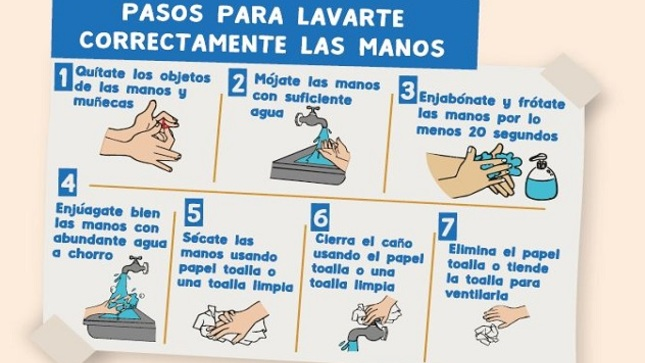 PASOS PARA LAVARTE
CORRECTAMENTE LAS MANOS
1 Quítate los objetos
de las manos y
muñecas
2 Mójate las manos
con suficiente
agua
3 Enjabónate y frótate
las manos por lo
menos 20 segundos
4
Enjúagate bien
las manos con
abundante agua
a chorro
5
Sécate las
manos usando
papel toalla o
una toalla limpia
6
Cierra el caño
usando el papel
toalla o una
toalla limpia
7
Elimina el papel
toalla o tiende
la toalla para
ventilarla